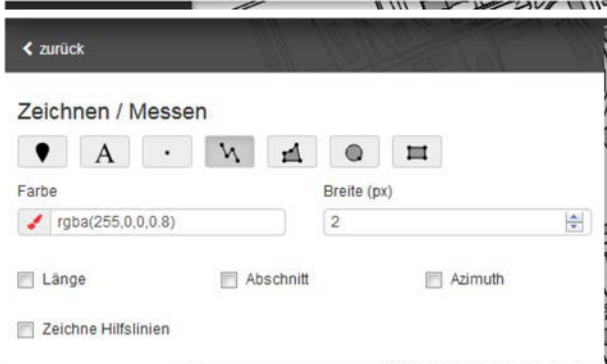 zurück
Zeichnen / Messen
A
Farbe
Breite (px)
rgba(255,0,0,0.8)
2
Länge
Abschnitt
Azimuth
Zeichne Hilfslinien